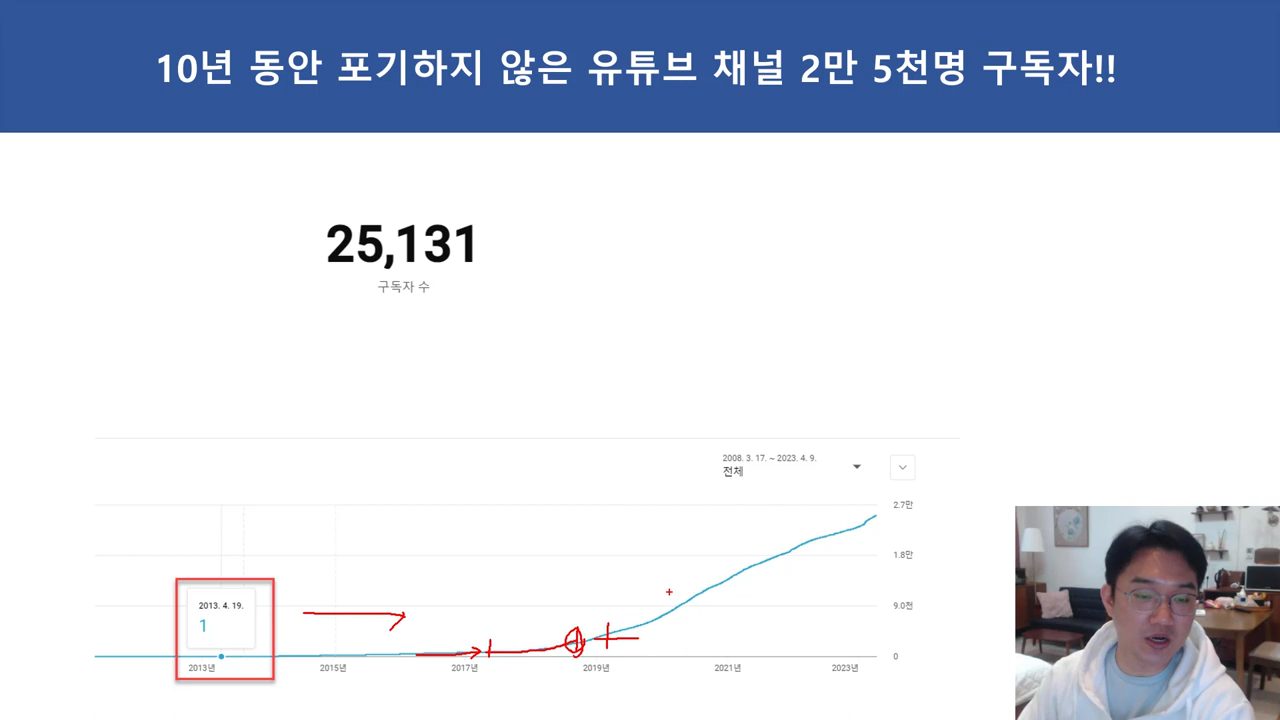 10년 동안 포기하지 않은 유튜브 채널 2만 5천명 구독자!!
25,131
구독자 수
2008. 3. 17. ~ 2023. 4. 9.
전체
2.7만
1.8만
9.0천
0
2013. 4. 19.
1
2013년
2015년
2017년
2019년
2021년
2023년